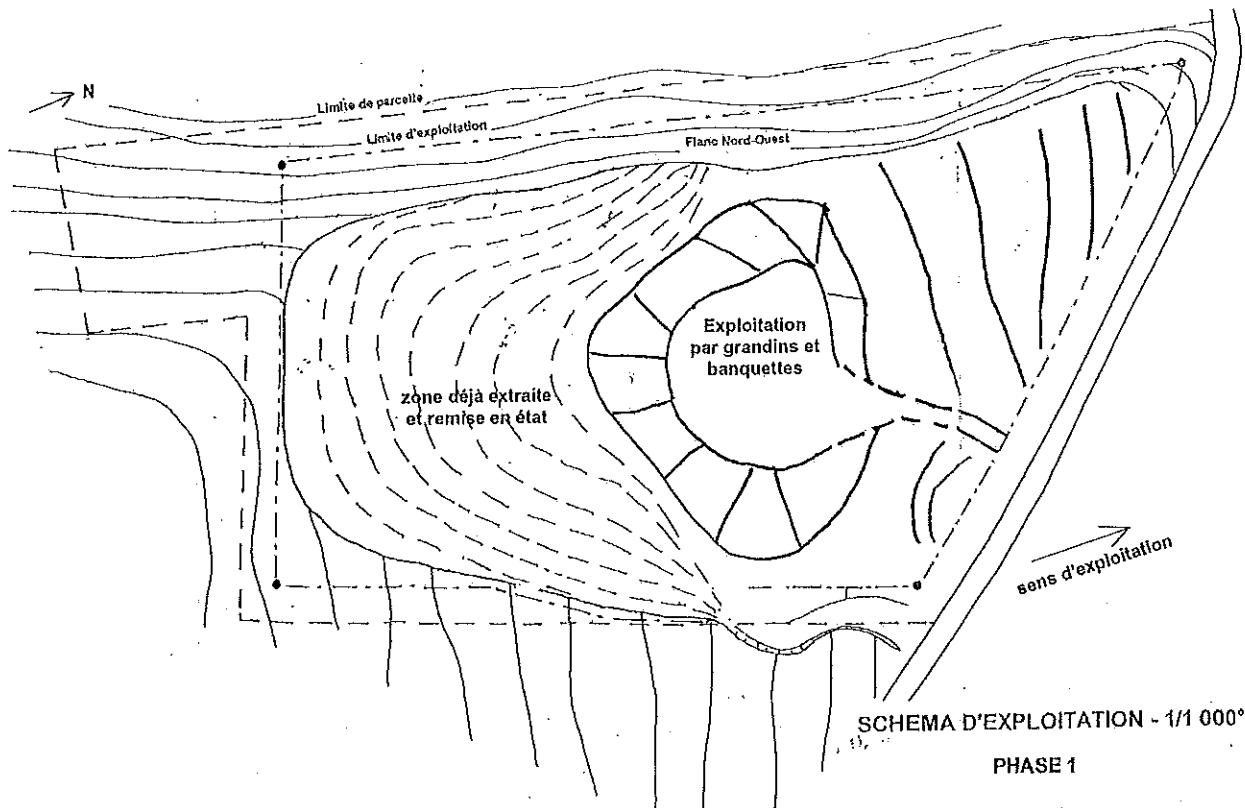 N
Limite de parcelle
Limite d'exploitation
Flanc Nord-Ouest
Exploitation
par grandins et
banquettes
zone déjà extraite
et remise en état
sens d'exploitation
SCHEMA D'EXPLOITATION - 1/1 000°
PHASE 1